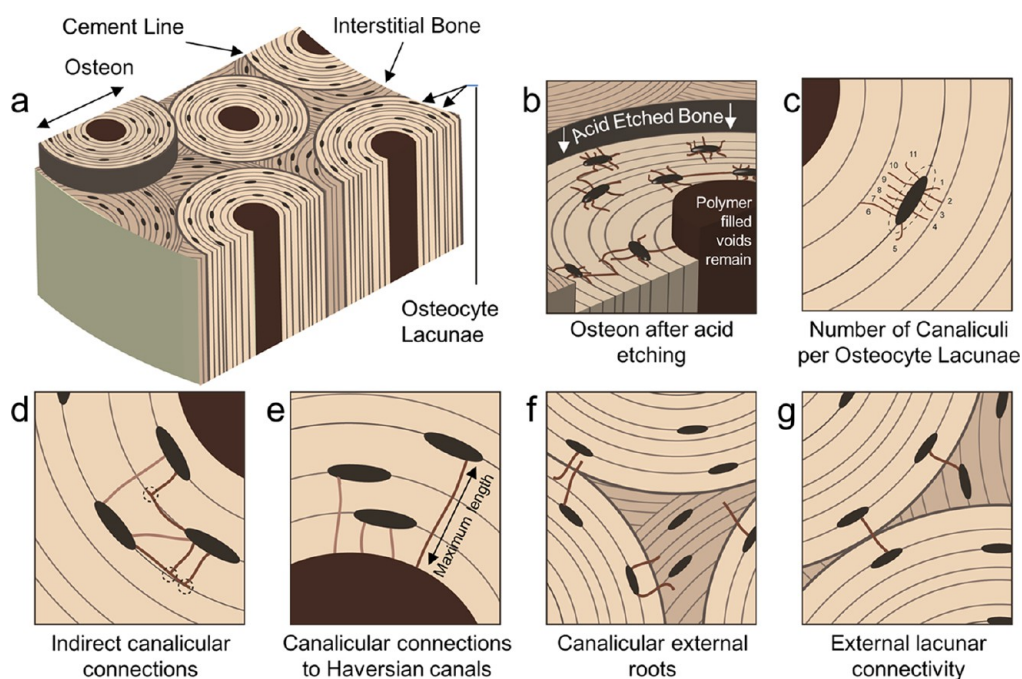 Cement Line
Interstitial Bone
Osteon
a
Osteocyte
Lacunae
b
Acid Etched Bone
Polymer
filled
voids
remain
Osteon after acid
etching
c
11
10
9
8
7
6
5
1
2
3
4
Number of Canaliculi
per Osteocyte Lacunae
d
Indirect canalicular
connections
e
Maximum length
Canalicular connections
to Haversian canals
f
Canalicular external
roots
g
External lacunar
connectivity